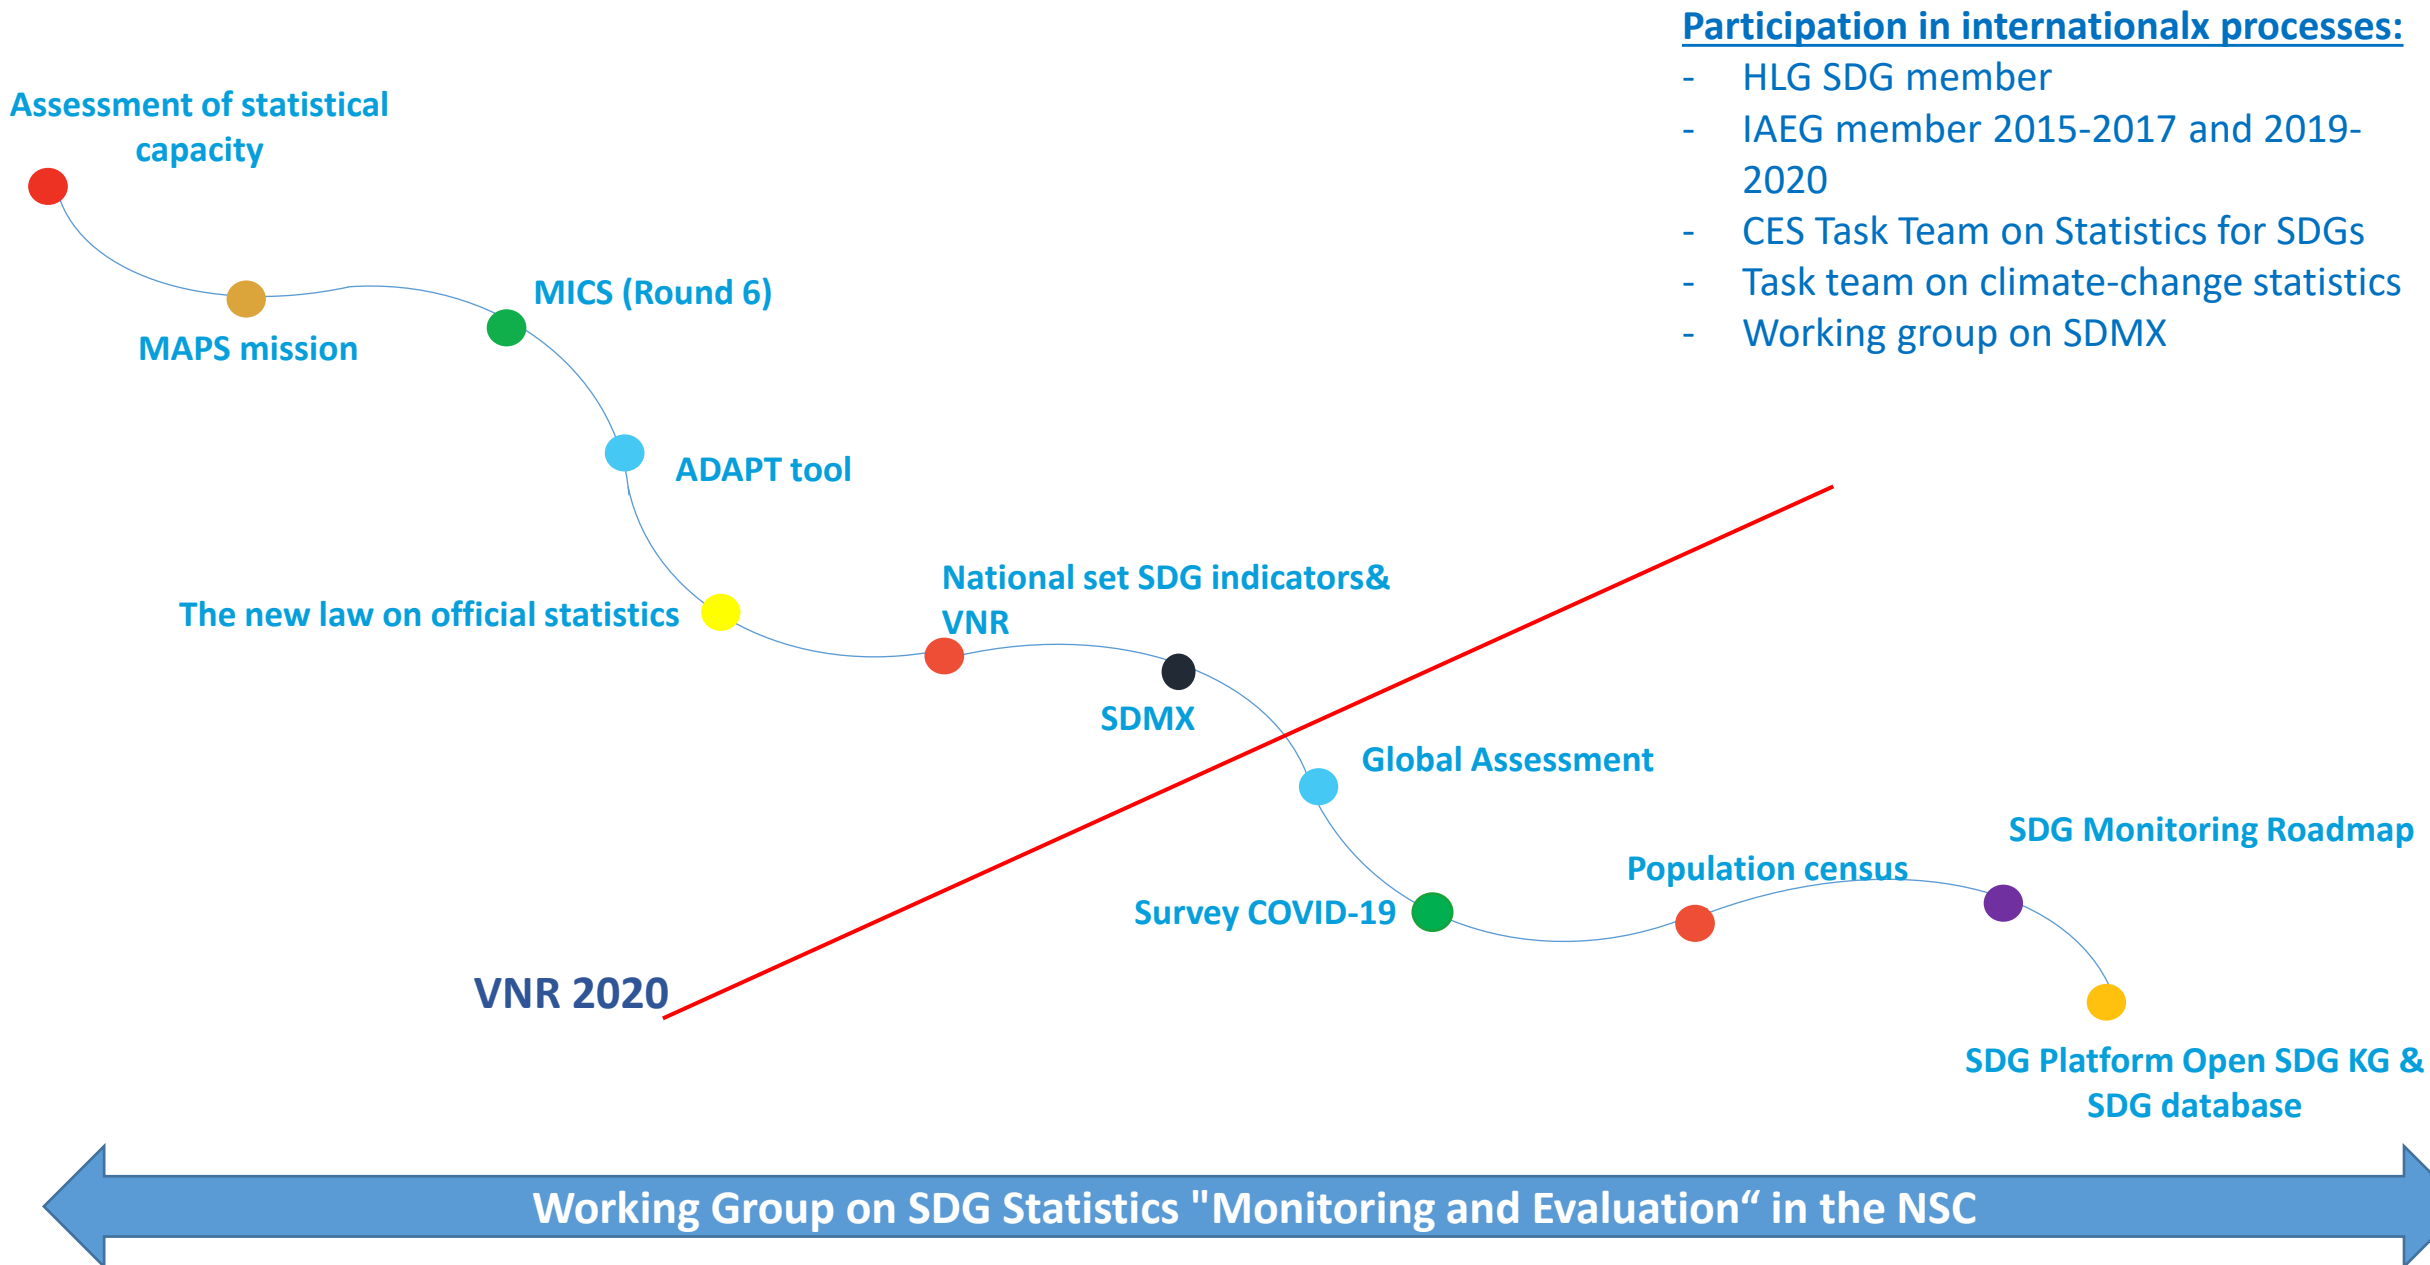 Participation in internationalx processes:
- HLG SDG member
- IAEG member 2015-2017 and 2019-
2020
- CES Task Team on Statistics for SDGs
- Task team on climate-change statistics
- Working group on SDMX
Assessment of statistical
capacity
MAPS mission
MICS (Round 6)
ADAPT tool
The new law on official statistics
National set SDG indicators&
VNR
SDMX
Global Assessment
Survey COVID-19
Population census
SDG Monitoring Roadmap
VNR 2020
SDG Platform Open SDG KG &
SDG database
Working Group on SDG Statistics "Monitoring and Evaluation“ in the NSC